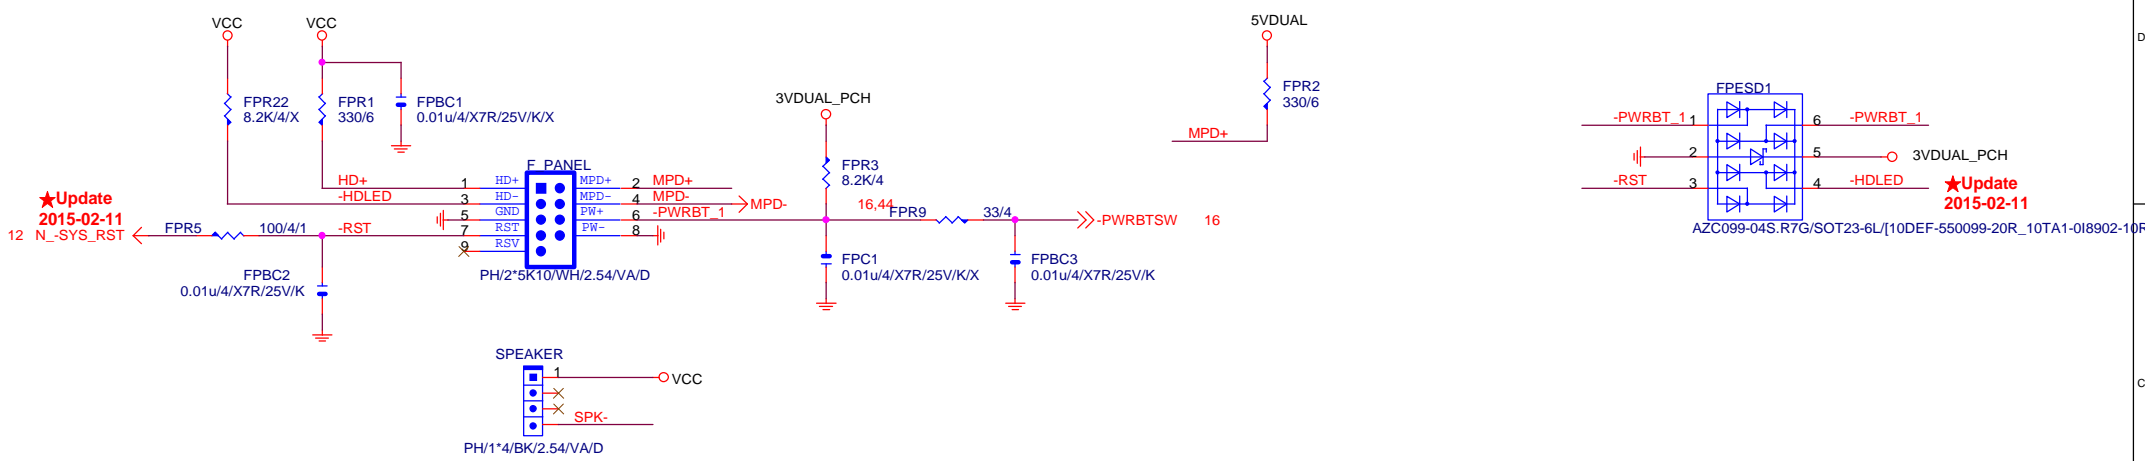 VCC
VCC
5VDUAL
D
FPR22
8.2K/4/X
FPR1
330/6
FPBC1
0.01u/4/X7R/25V/K/X
3VDUAL_PCH
FPR2
330/6
MPD+
FPESD1
-PWRBT_1
1
6
-PWRBT_1
2
5
3VDUAL_PCH
-RST
3
4
-HDLED
★Update
2015-02-11
AZC099-04S.R7G/SOT23-6L/[10DEF-550099-20R_10TA1-0I8902-10R
F_PANEL
FPR3
8.2K/4
HD+
1
HD+
MPD+
2
MPD+
-HDLED
3
HD-
MPD-
4
MPD-
MPD-
16,44
5
GND
PW+
6
-PWRBT_1
FPR9
33/4
-PWRBTSW
16
★Update
2015-02-11
12
N_-SYS_RST
FPR5
100/4/1
-RST
7
RST
PW-
8
9
RSV
PH/2*5K10/WH/2.54/VA/D
FPBC2
0.01u/4/X7R/25V/K
FPC1
0.01u/4/X7R/25V/K/X
FPBC3
0.01u/4/X7R/25V/K
SPEAKER
1
VCC
SPK-
PH/1*4/BK/2.54/VA/D
C